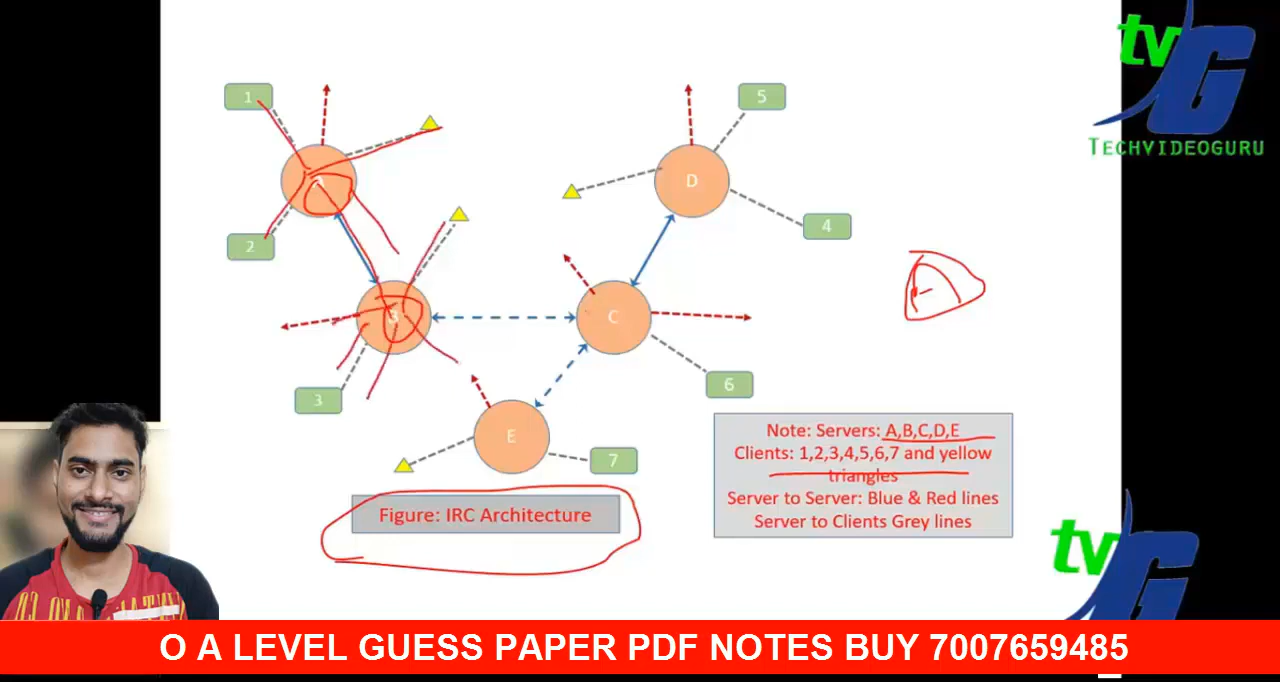 tv G
TECHVIDEOGURU
1
5
A
D
2
4
B
C
3
6
E
7
Note: Servers: A,B,C,D,E
Clients: 1,2,3,4,5,6,7 and yellow
triangles
Server to Server: Blue & Red lines
Server to Clients Grey lines
Figure: IRC Architecture
tv G
O A LEVEL GUESS PAPER PDF NOTES BUY 7007659485